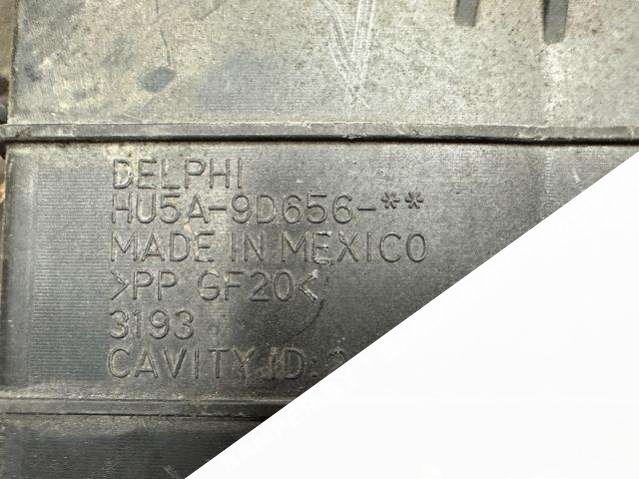 DELPHI
HU5A-9D656-**
MADE IN MEXICO
>PP GF20<
3193
CAVITY ID: